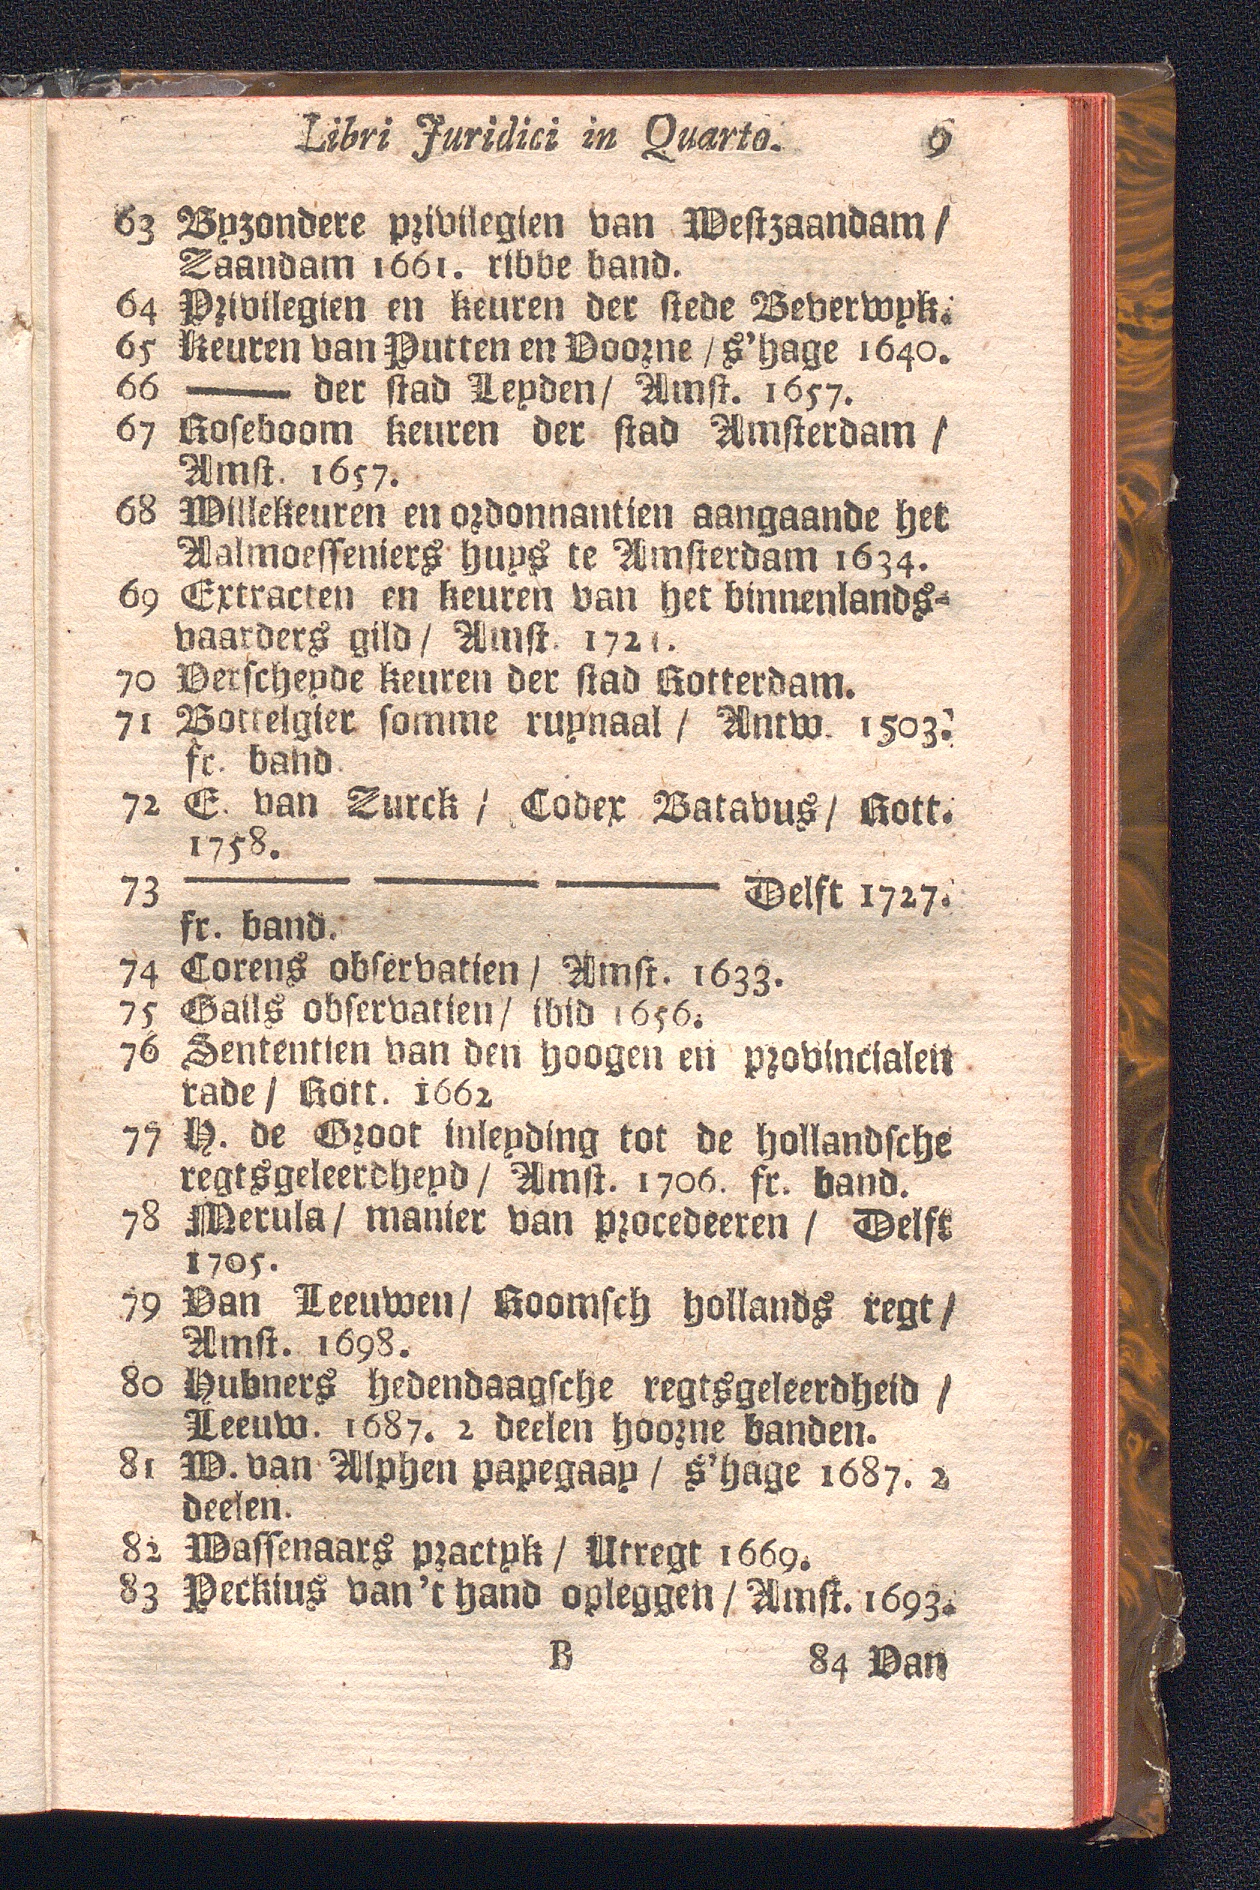 Libri Juridici in Quarto. 9
63 Byzondere privilegien van Westzaandam /
Zaandam 1661. ribbe band.
64 Privilegien en keuren der stede Beverwyk.
65 Keuren van Putten en Voorne / s'hage 1640.
66 ——— der stad Leyden / Amst. 1657.
67 Roseboom keuren der stad Amsterdam /
Amst. 1657.
68 Willekeuren en ordonnantien aangaande het
Aalmoesseniers huys te Amsterdam 1634.
69 Extracten en keuren van het binnenlands-
vaarders gild / Amst. 1721.
70 Verscheyde keuren der stad Rotterdam.
71 Bottelgier somme ruynaal / Antw. 1503.
fr. band.
72 E. van Zurck / Codex Batavus / Rott.
1758.
73 ——— ——— ——— Delft 1727.
fr. band.
74 Corens observatien / Amst. 1633.
75 Gails observatien / ibid 1656.
76 Sententien van den hoogen en provincialen
rade / Rott. 1662
77 H. de Groot inleyding tot de hollandsche
regtsgeleerdheyd / Amst. 1706. fr. band.
78 Merula / manier van procedeeren / Delft
1705.
79 Van Leeuwen / Roomsch hollands regt /
Amst. 1698.
80 Hubners hedendaagsche regtsgeleerdheid /
Leeuw. 1687. 2 deelen hoorne banden.
81 W. van Alphen papegaay / s'hage 1687. 2
deelen.
82 Wassenaars practyk / Utregt 1669.
83 Peckius van 't hand opleggen / Amst. 1693.
B 84 Van